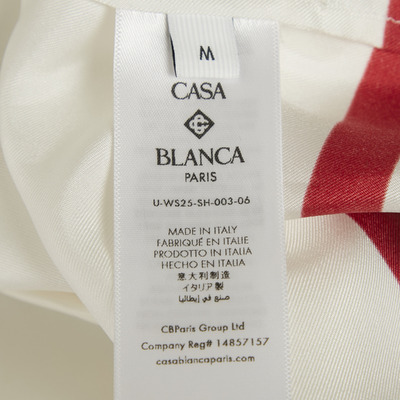 M
CASA
BLANCA
PARIS
U-WS25-SH-003-06
MADE IN ITALY
FABRIQUÉ EN ITALIE
PRODOTTO IN ITALIA
HECHO EN ITALIA
意大利制造
イタリア製
صنع في إيطاليا
CBParis Group Ltd
Company Reg# 14857157
casablancaparis.com